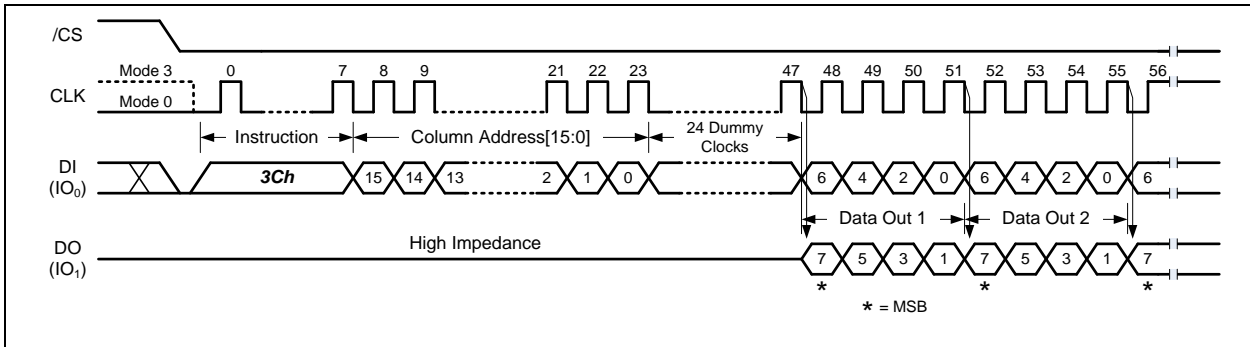 /CS
Mode 3 0 7 8 9 21 22 23 47 48 49 50 51 52 53 54 55 56
CLK
Mode 0
Instruction Column Address[15:0] 24 Dummy
Clocks
DI
(IO0)
3Ch 15 14 13 2 1 0 6 4 2 0 6 4 2 0 6
Data Out 1 Data Out 2
DO
(IO1)
High Impedance
7 5 3 1 7 5 3 1 7
* * *
* = MSB